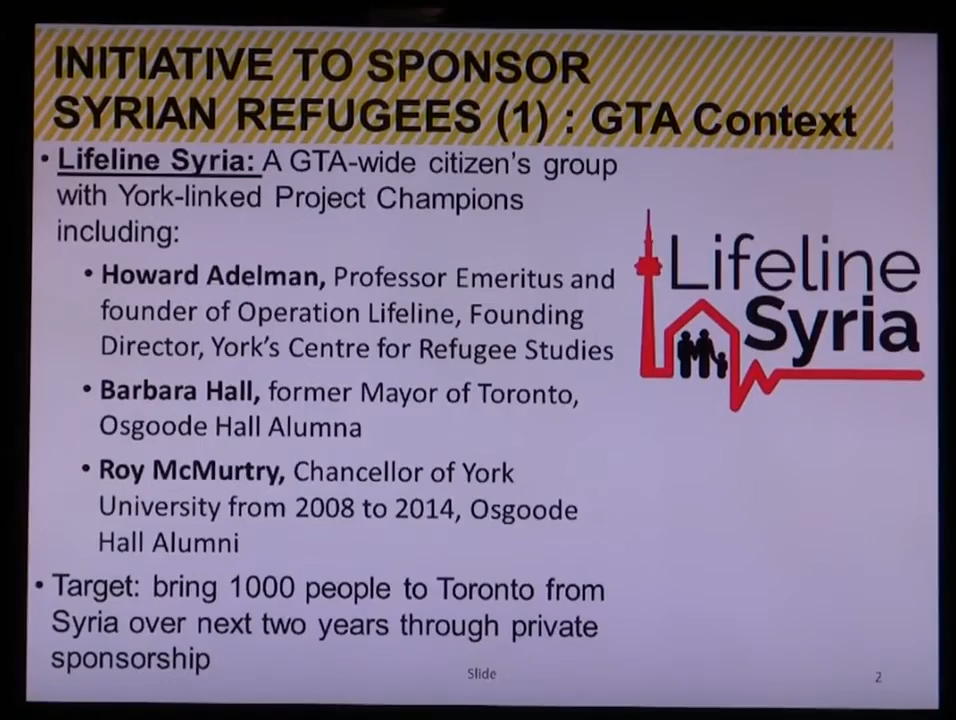 INITIATIVE TO SPONSOR
SYRIAN REFUGEES (1) : GTA Context
• Lifeline Syria: A GTA-wide citizen's group
with York-linked Project Champions
including:
• Howard Adelman, Professor Emeritus and
founder of Operation Lifeline, Founding
Director, York's Centre for Refugee Studies
• Barbara Hall, former Mayor of Toronto,
Osgoode Hall Alumna
• Roy McMurtry, Chancellor of York
University from 2008 to 2014, Osgoode
Hall Alumni
• Target: bring 1000 people to Toronto from
Syria over next two years through private
sponsorship
Lifeline
Syria
Slide
2